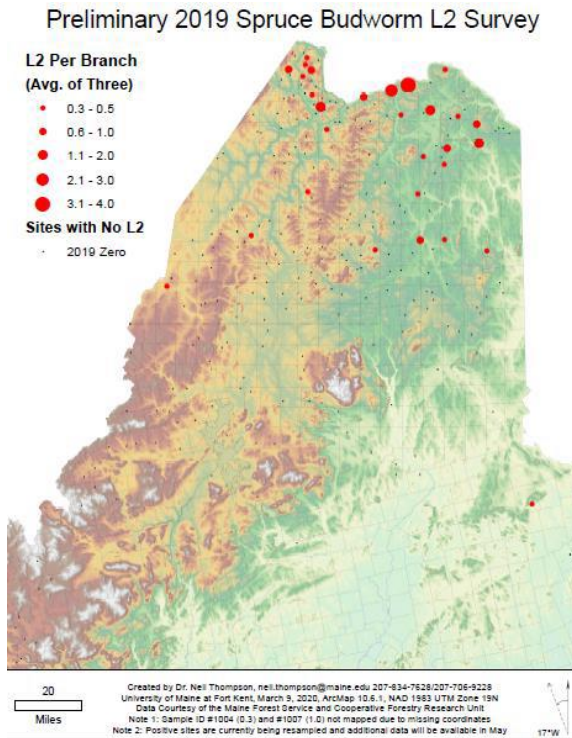 Preliminary 2019 Spruce Budworm L2 Survey
L2 Per Branch
(Avg. of Three)
0.3 - 0.5
0.6 - 1.0
1.1 - 2.0
2.1 - 3.0
3.1 - 4.0
Sites with No L2
2019 Zero
20
Miles
Created by Dr. Neil Thompson, neil.thompson@maine.edu 207-834-7628/207-706-9228
University of Maine at Fort Kent, March 9, 2020, ArcMap 10.6.1, NAD 1983 UTM Zone 19N
Data Courtesy of the Maine Forest Service and Cooperative Forestry Research Unit
Note 1: Sample ID #1004 (0.3) and #1007 (1.0) not mapped due to missing coordinates
Note 2: Positive sites are currently being resampled and additional data will be available in May
17°W